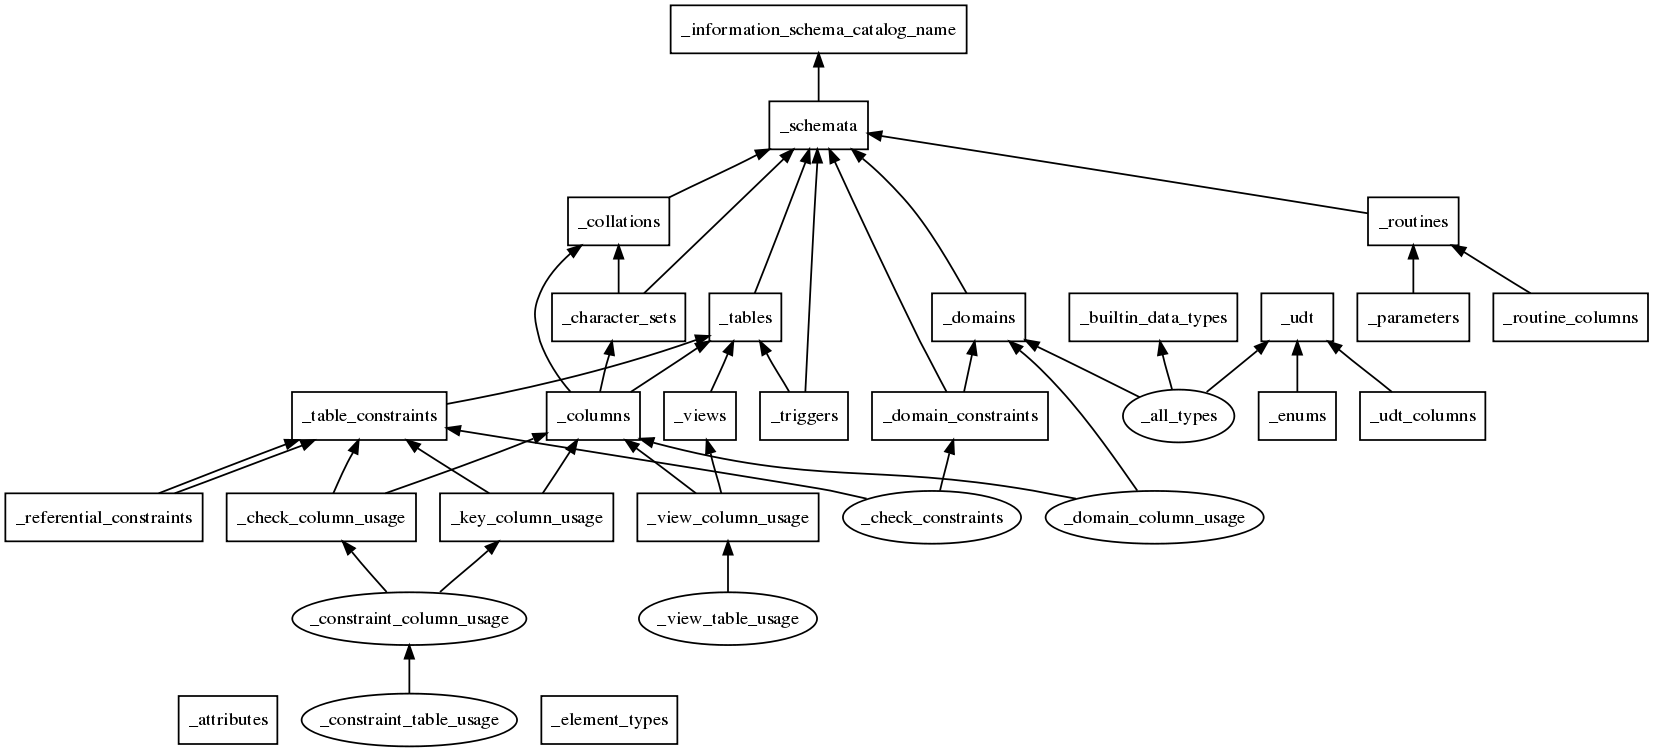 _information_schema_catalog_name
_schemata
_collations
_routines
_character_sets
_tables
_domains
_builtin_data_types
_udt
_parameters
_routine_columns
_table_constraints
_columns
_views
_triggers
_domain_constraints
_all_types
_enums
_udt_columns
_referential_constraints
_check_column_usage
_key_column_usage
_view_column_usage
_check_constraints
_domain_column_usage
_constraint_column_usage
_view_table_usage
_attributes
_constraint_table_usage
_element_types